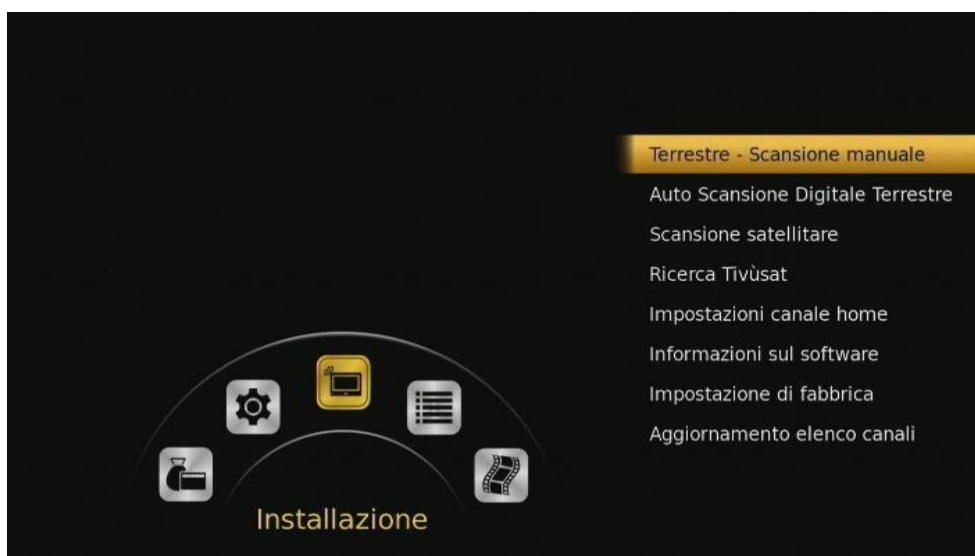 Terrestre - Scansione manuale
Auto Scansione Digitale Terrestre
Scansione satellitare
Ricerca Tivùsat
Impostazioni canale home
Informazioni sul software
Impostazione di fabbrica
Aggiornamento elenco canali
Installazione